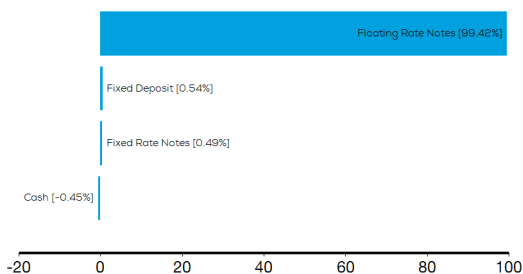 Floating Rate Notes [99.42%]
Fixed Deposit [0.54%]
Fixed Rate Notes [0.49%]
Cash [-0.45%]
-20 0 20 40 60 80 100